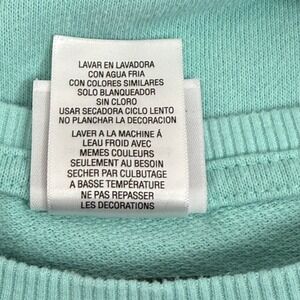 LAVAR EN LAVADORA
CON AGUA FRIA
CON COLORES SIMILARES
SOLO BLANQUEADOR
SIN CLORO
USAR SECADORA CICLO LENTO
NO PLANCHAR LA DECORACION
LAVER A LA MACHINE Á
LEAU FROID AVEC
MEMES COULEURS
SEULEMENT AU BESOIN
SECHER PAR CULBUTAGE
A BASSE TEMPÉRATURE
NE PAS REPASSER
LES DECORATIONS